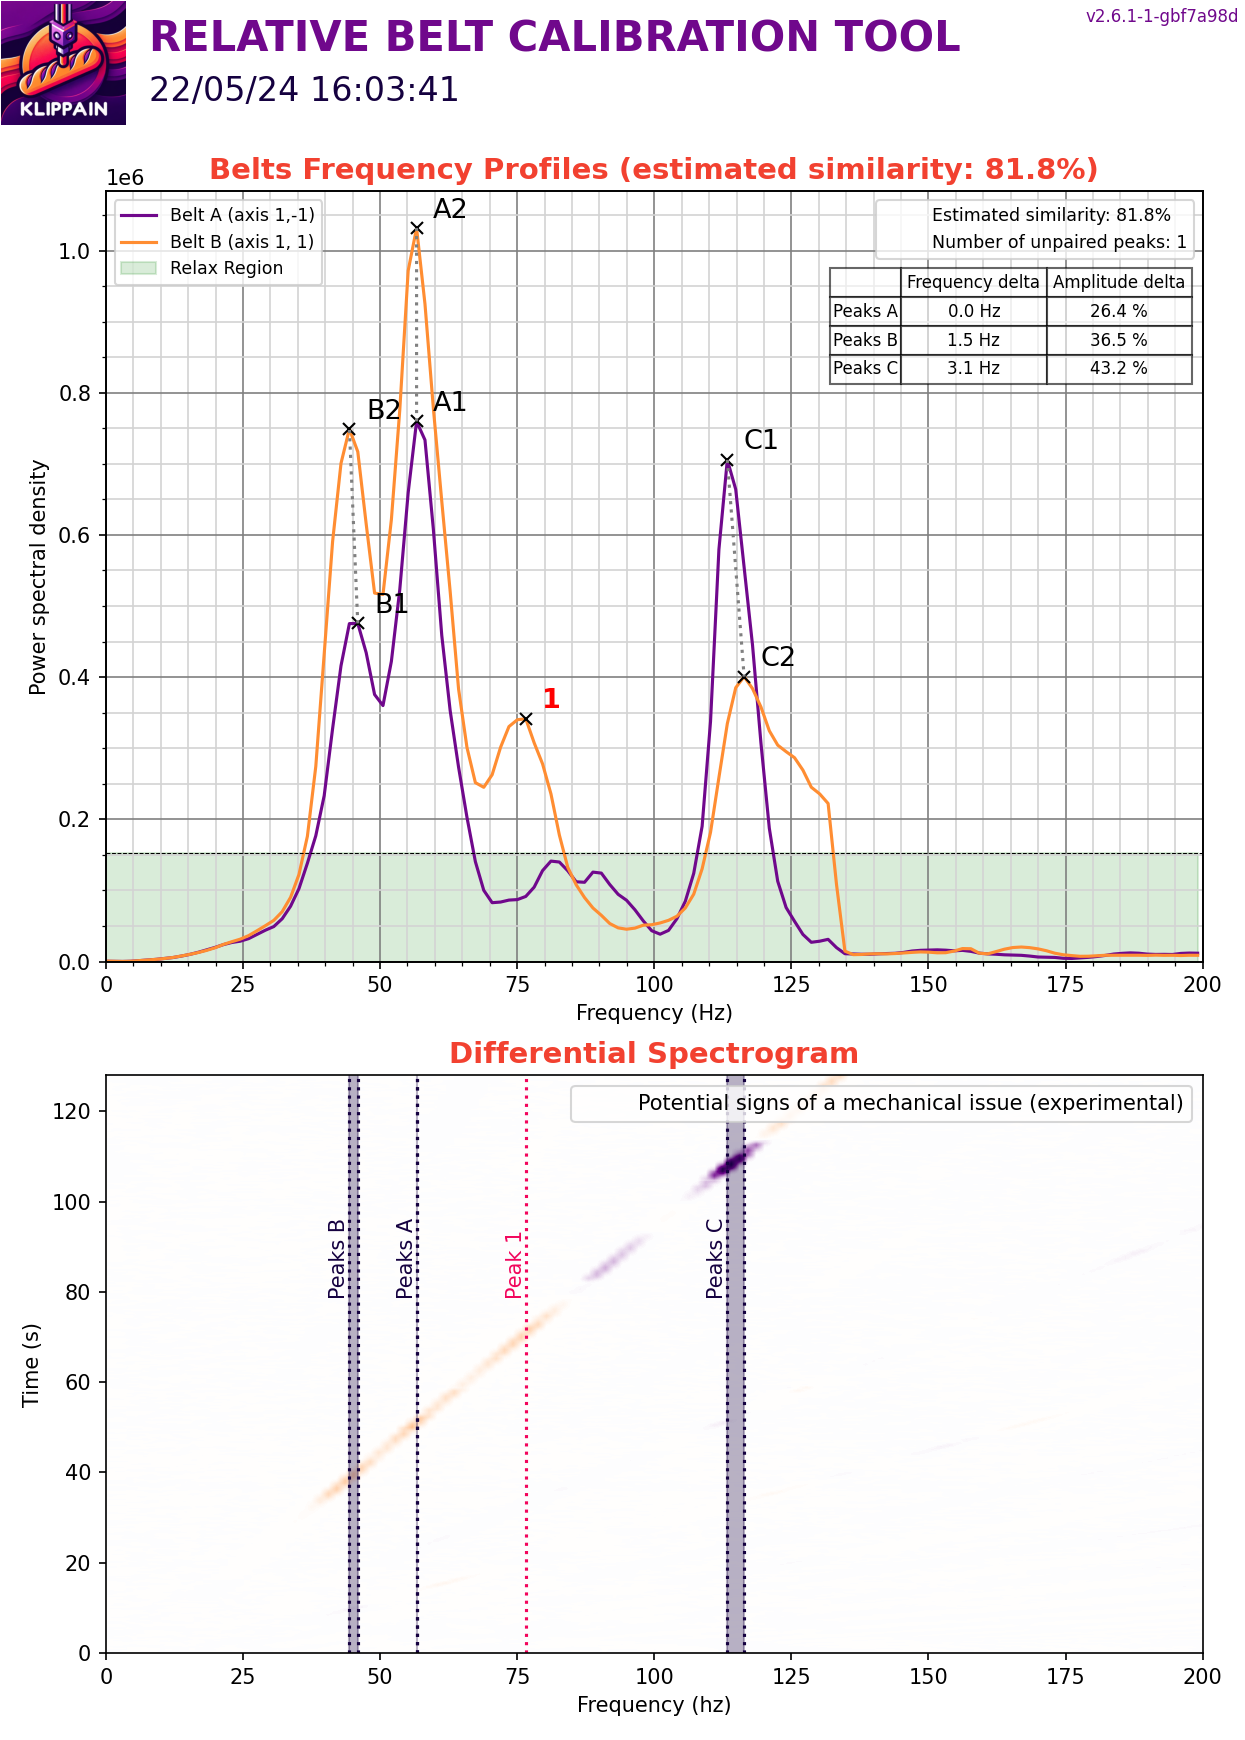 KLIPPAIN
RELATIVE BELT CALIBRATION TOOL
22/05/24 16:03:41
v2.6.1-1-gbf7a98d
Belts Frequency Profiles (estimated similarity: 81.8%)
1e6
Belt A (axis 1,-1)
Belt B (axis 1, 1)
Relax Region
Estimated similarity: 81.8%
Number of unpaired peaks: 1
Frequency delta Amplitude delta
Peaks A 0.0 Hz 26.4 %
Peaks B 1.5 Hz 36.5 %
Peaks C 3.1 Hz 43.2 %
A2
A1
B2
B1
C1
C2
1
Power spectral density
1.0
0.8
0.6
0.4
0.2
0.0
0 25 50 75 100 125 150 175 200
Frequency (Hz)
Differential Spectrogram
Potential signs of a mechanical issue (experimental)
Peaks B
Peaks A
Peak 1
Peaks C
Time (s)
120
100
80
60
40
20
0
0 25 50 75 100 125 150 175 200
Frequency (hz)